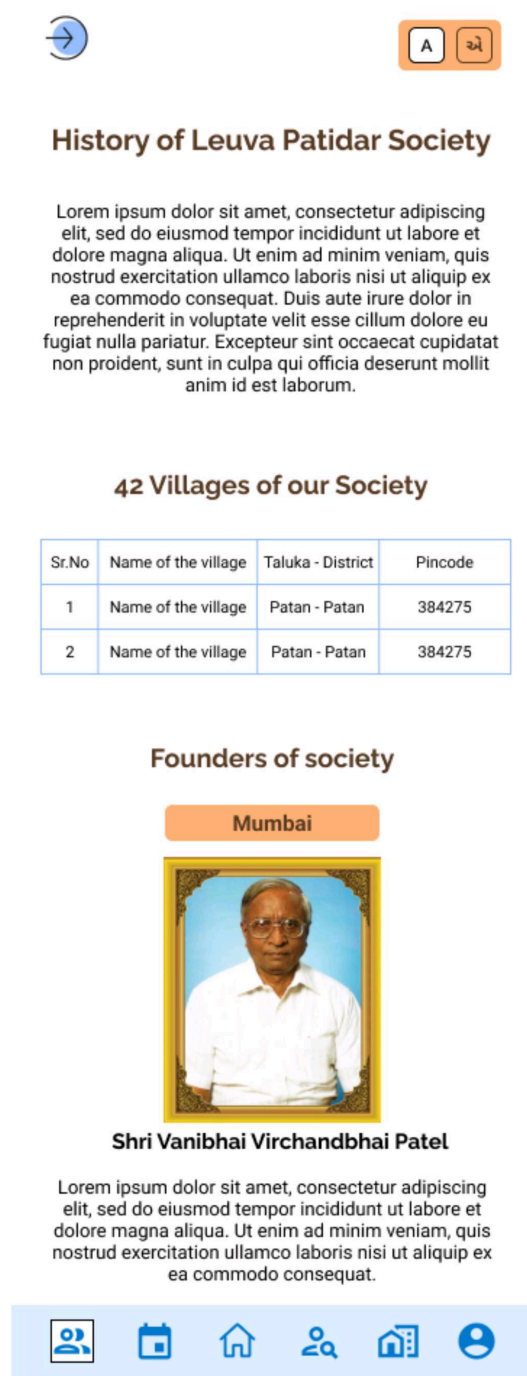 A એ
History of Leuva Patidar Society
Lorem ipsum dolor sit amet, consectetur adipiscing
elit, sed do eiusmod tempor incididunt ut labore et
dolore magna aliqua. Ut enim ad minim veniam, quis
nostrud exercitation ullamco laboris nisi ut aliquip ex
ea commodo consequat. Duis aute irure dolor in
reprehenderit in voluptate velit esse cillum dolore eu
fugiat nulla pariatur. Excepteur sint occaecat cupidatat
non proident, sunt in culpa qui officia deserunt mollit
anim id est laborum.
42 Villages of our Society
Sr.No Name of the village Taluka - District Pincode
1 Name of the village Patan - Patan 384275
2 Name of the village Patan - Patan 384275
Founders of society
Mumbai
Shri Vanibhai Virchandbhai Patel
Lorem ipsum dolor sit amet, consectetur adipiscing
elit, sed do eiusmod tempor incididunt ut labore et
dolore magna aliqua. Ut enim ad minim veniam, quis
nostrud exercitation ullamco laboris nisi ut aliquip ex
ea commodo consequat.